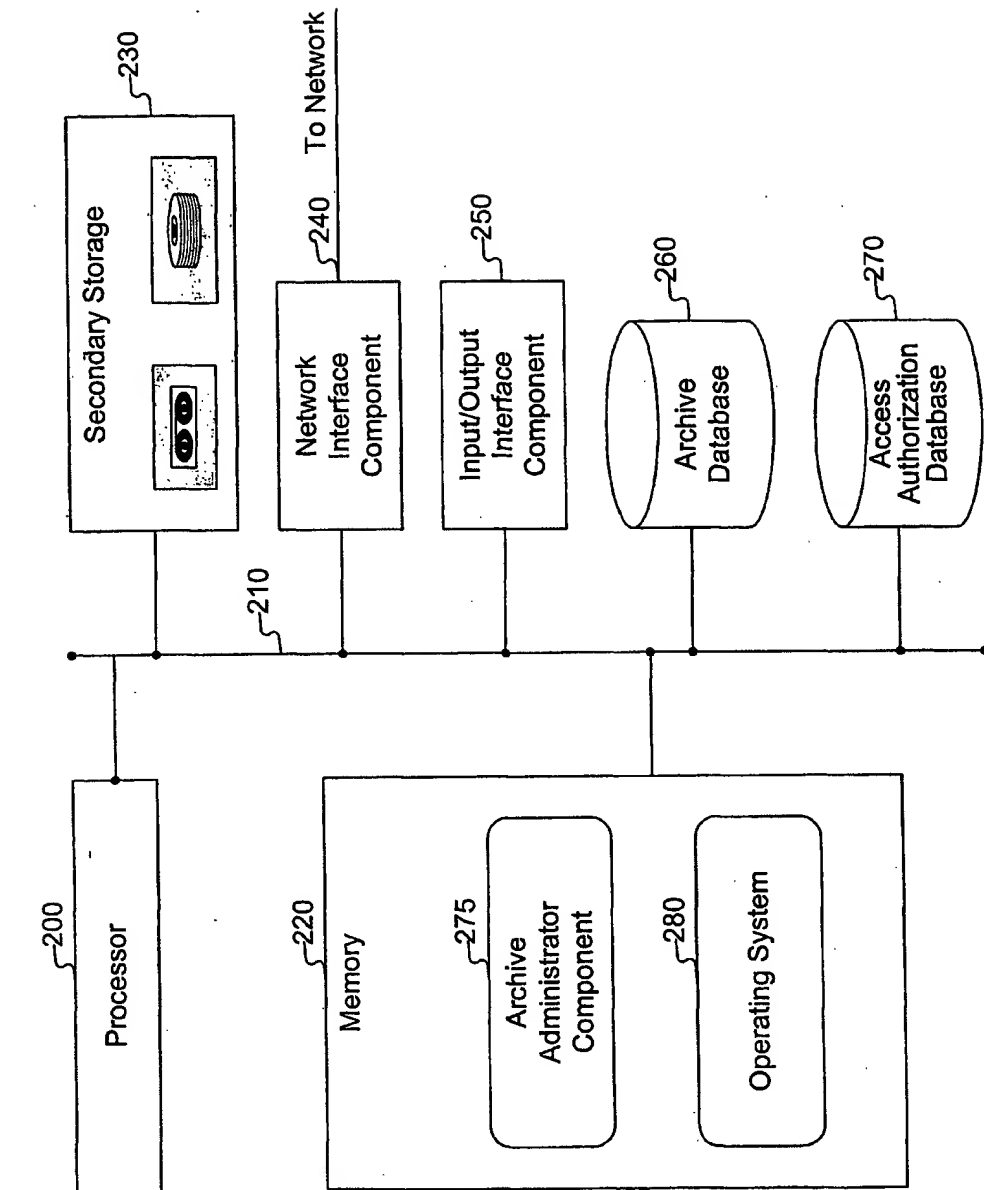 200
Processor
220
Memory
275
Archive
Administrator
Component
280
Operating System
210
230
Secondary Storage
240
To Network
Network
Interface
Component
250
Input/Output
Interface
Component
260
Archive
Database
270
Access
Authorization
Database